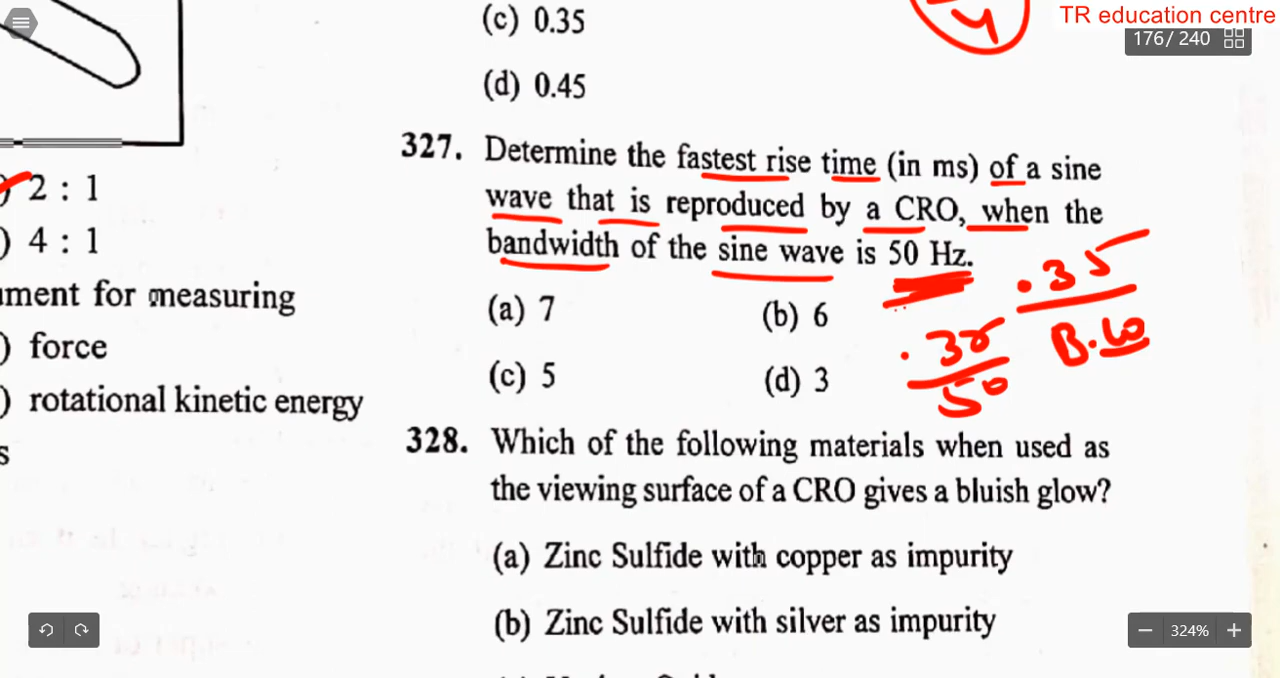 TR education centre
176/240
(c) 0.35
(d) 0.45
2 : 1
) 4 : 1
ment for measuring
) force
) rotational kinetic energy
s
327. Determine the fastest rise time (in ms) of a sine
wave that is reproduced by a CRO, when the
bandwidth of the sine wave is 50 Hz.
(a) 7
(b) 6
(c) 5
(d) 3
.35
B.W
.35
50
328. Which of the following materials when used as
the viewing surface of a CRO gives a bluish glow?
(a) Zinc Sulfide with copper as impurity
(b) Zinc Sulfide with silver as impurity
324%